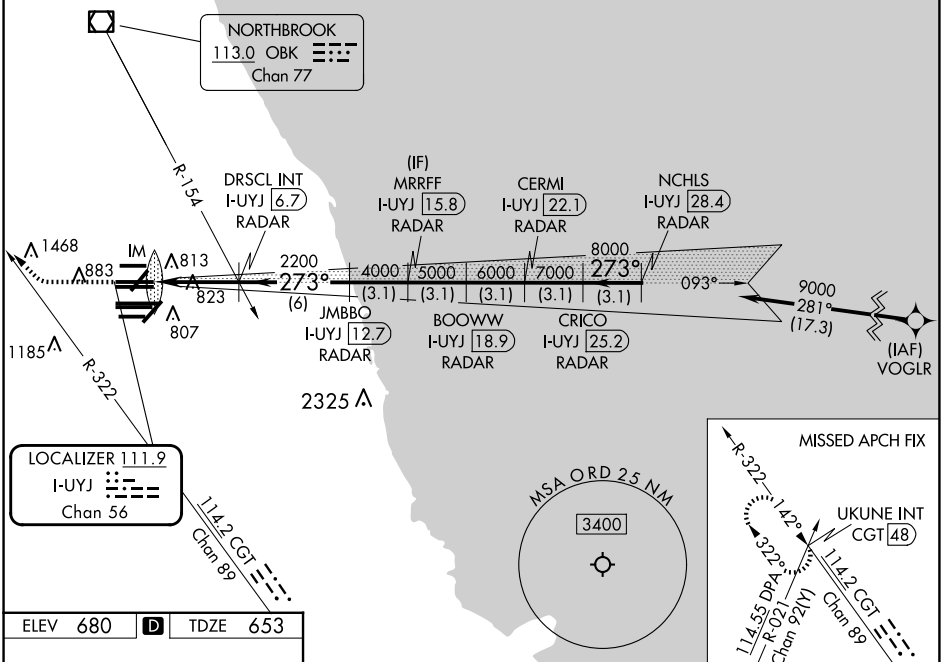 NORTHBROOK
113.0 OBK
Chan 77
R-154
DRSCL INT
I-UYJ 6.7
RADAR
(IF)
MRRFF
I-UYJ 15.8
RADAR
CERMI
I-UYJ 22.1
RADAR
NCHLS
I-UYJ 28.4
RADAR
1468
883
IM
813
823
807
2200
273°
(6)
4000
(3.1)
5000
(3.1)
6000
(3.1)
7000
(3.1)
8000
273°
(3.1)
093°
9000
281°
(17.3)
(IAF)
VOGLR
JMBBO
I-UYJ 12.7
RADAR
BOOWW
I-UYJ 18.9
RADAR
CRICO
I-UYJ 25.2
RADAR
1185
R-322
2325
LOCALIZER 111.9
I-UYJ
Chan 56
114.2 CGT
Chan 89
MSA ORD 25 NM
3400
MISSED APCH FIX
R-322
142°
322°
UKUNE INT
CGT 48
114.55 DPA
R-021
Chan 92(Y)
114.2 CGT
Chan 89
ELEV 680 D TDZE 653